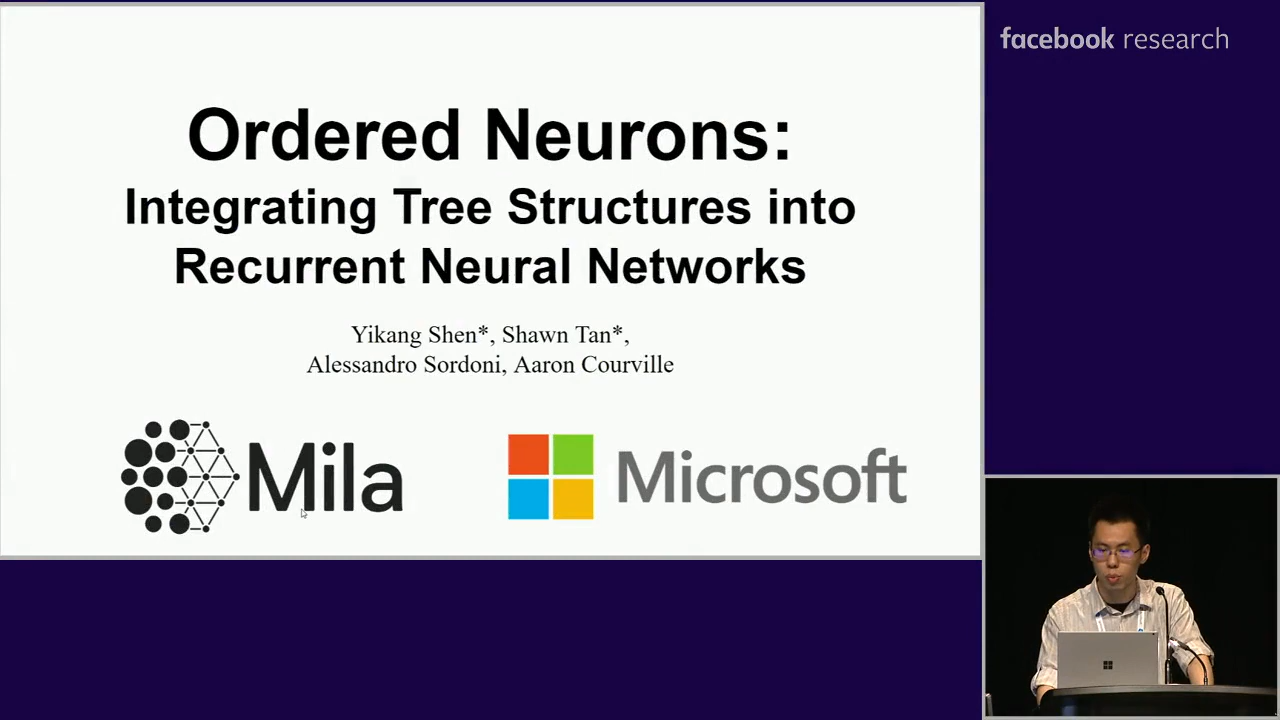 facebook research
Ordered Neurons:
Integrating Tree Structures into
Recurrent Neural Networks
Yikang Shen*, Shawn Tan*,
Alessandro Sordoni, Aaron Courville
Mila
Microsoft